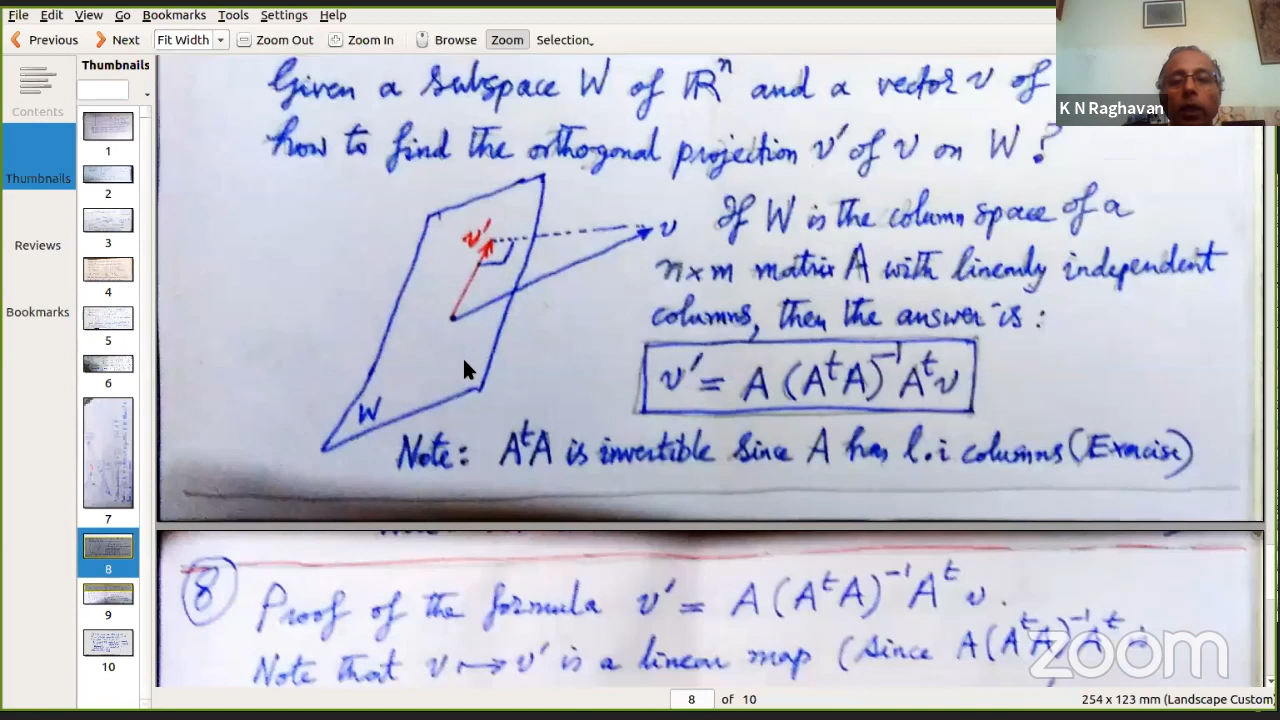 File Edit View Go Bookmarks Tools Settings Help
Previous Next Fit Width Zoom Out Zoom In Browse Zoom Selection
Contents
Thumbnails
Reviews
Bookmarks
Thumbnails
1
2
3
4
5
6
7
8
9
10
K N Raghavan
Given a subspace W of ℝⁿ and a vector v of
how to find the orthogonal projection v' of v on W?
v'
v
W
If W is the column space of a
n×m matrix A with linearly independent
columns, then the answer is:
v' = A (AᵗA)⁻¹Aᵗv
Note: AᵗA is invertible since A has l.i columns (Exercise)
8
Proof of the formula v' = A (AᵗA)⁻¹Aᵗv.
Note that v ↦ v' is a linear map (since A(AᵗA)⁻¹Aᵗ is
zoom
8 of 10
254 x 123 mm (Landscape Custom)